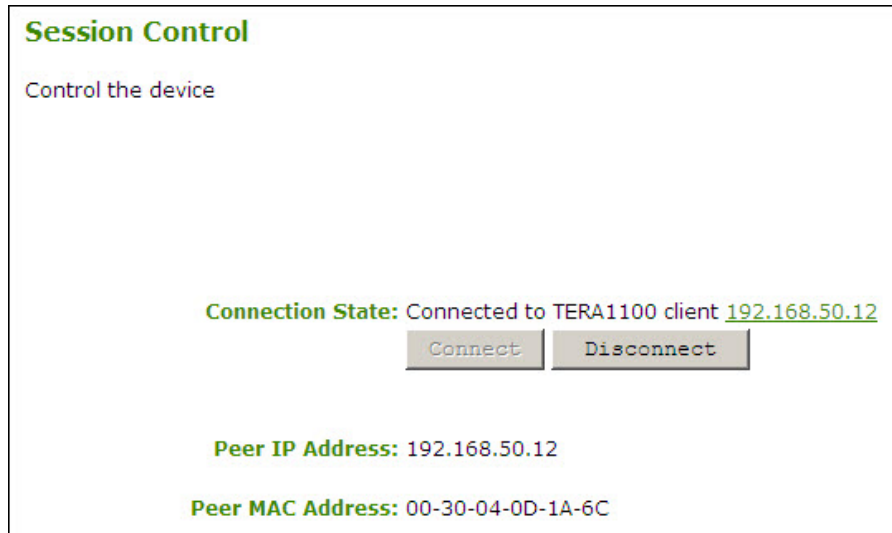 Session Control
Control the device
Connection State: Connected to TERA1100 client 192.168.50.12
Connect Disconnect
Peer IP Address: 192.168.50.12
Peer MAC Address: 00-30-04-0D-1A-6C